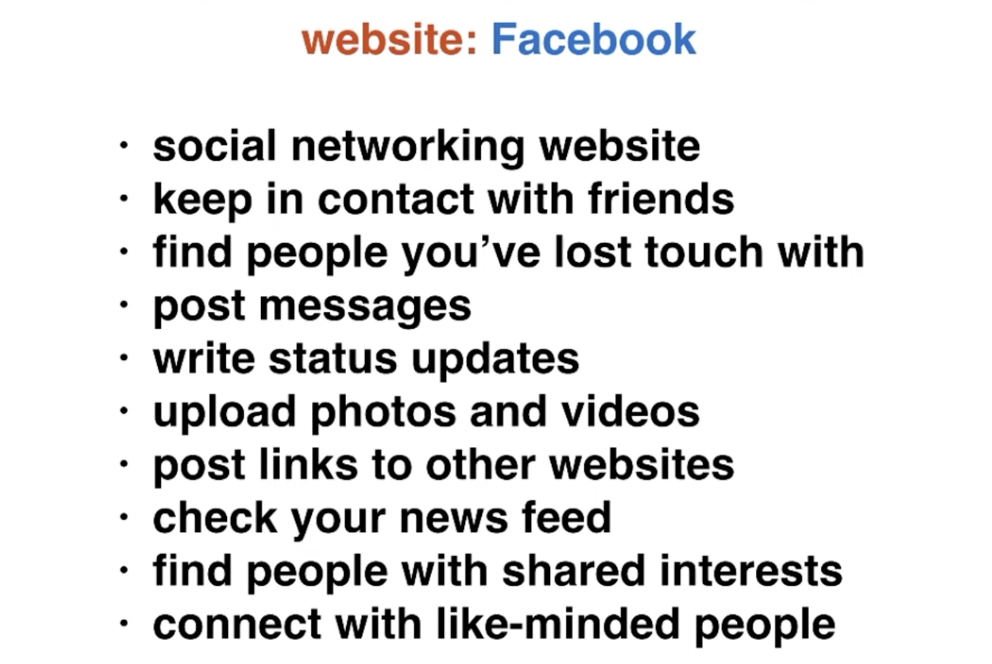 website: Facebook
· social networking website
· keep in contact with friends
· find people you’ve lost touch with
· post messages
· write status updates
· upload photos and videos
· post links to other websites
· check your news feed
· find people with shared interests
· connect with like-minded people